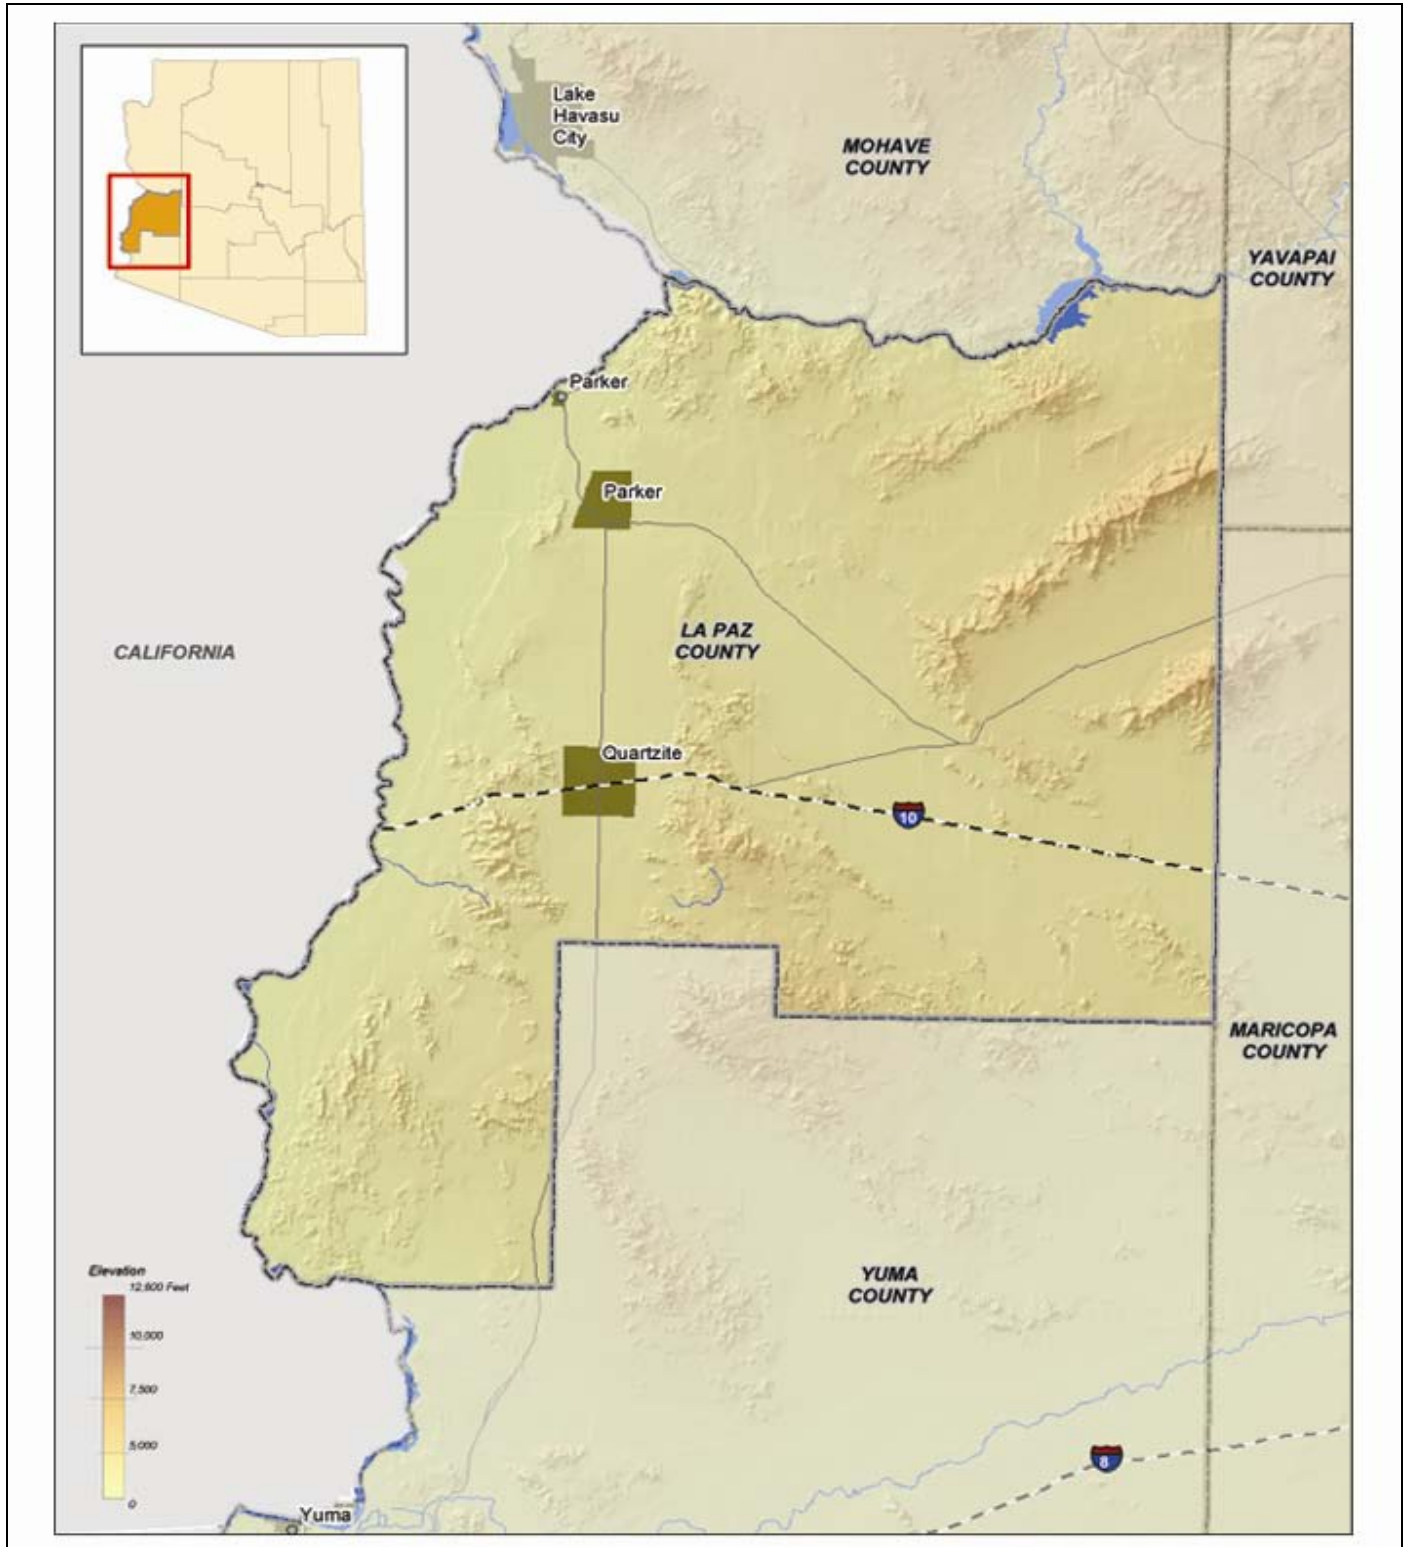 Lake
Havasu
City
MOHAVE
COUNTY
YAVAPAI
COUNTY
Parker
Parker
LA PAZ
COUNTY
CALIFORNIA
Quartzite
10
MARICOPA
COUNTY
YUMA
COUNTY
Elevation
12,600 Feet
10,000
7,500
5,000
0
8
Yuma